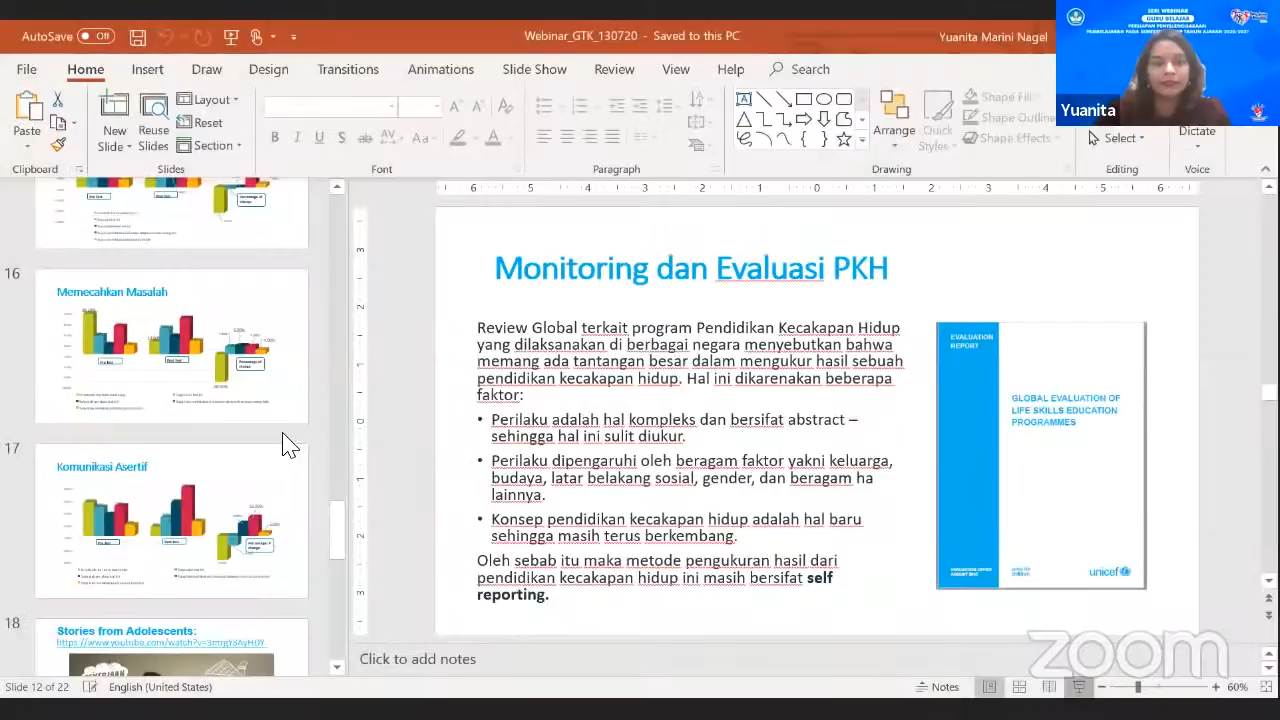 AutoSave Off
Webinar_GTK_130720 - Saved to this PC
Yuanita Marini Nagel
File Home Insert Draw Design Transitions Animations Slide Show Review View Help Search
Paste
New
Slide
Reuse
Slides
Layout
Reset
Section
B I U S ab AV Aa
Arrange
Quick
Styles
Shape Fill
Shape Outline
Shape Effects
Select
Dictate
Clipboard
Slides
Font
Paragraph
Drawing
Editing
Voice
SERI WEBINAR
GURU BELAJAR
Yuanita
16
Memecahkan Masalah
17
Komunikasi Asertif
18
Stories from Adolescents:
Monitoring dan Evaluasi PKH
Review Global terkait program Pendidikan Kecakapan Hidup
yang dilaksanakan di berbagai negara menyebutkan bahwa
memang ada tantangan besar dalam mengukur hasil sebuah
pendidikan kecakapan hidup. Hal ini dikarenakan beberapa
faktor.
• Perilaku adalah hal kompleks dan bersifat abstract –
sehingga hal ini sulit diukur.
• Perilaku dipengaruhi oleh beragam faktor yakni keluarga,
budaya, latar belakang sosial, gender, dan beragam ha
lainnya.
• Konsep pendidikan kecakapan hidup adalah hal baru
sehingga masih terus berkembang.
Oleh sebab itu maka metode pengukuran hasil dari
pendidikan kecakapan hidup ini masih bersifat self
reporting.
EVALUATION
REPORT
GLOBAL EVALUATION OF
LIFE SKILLS EDUCATION
PROGRAMMES
unicef
Click to add notes
zoom
Slide 12 of 22 English (United States)
Notes
60%